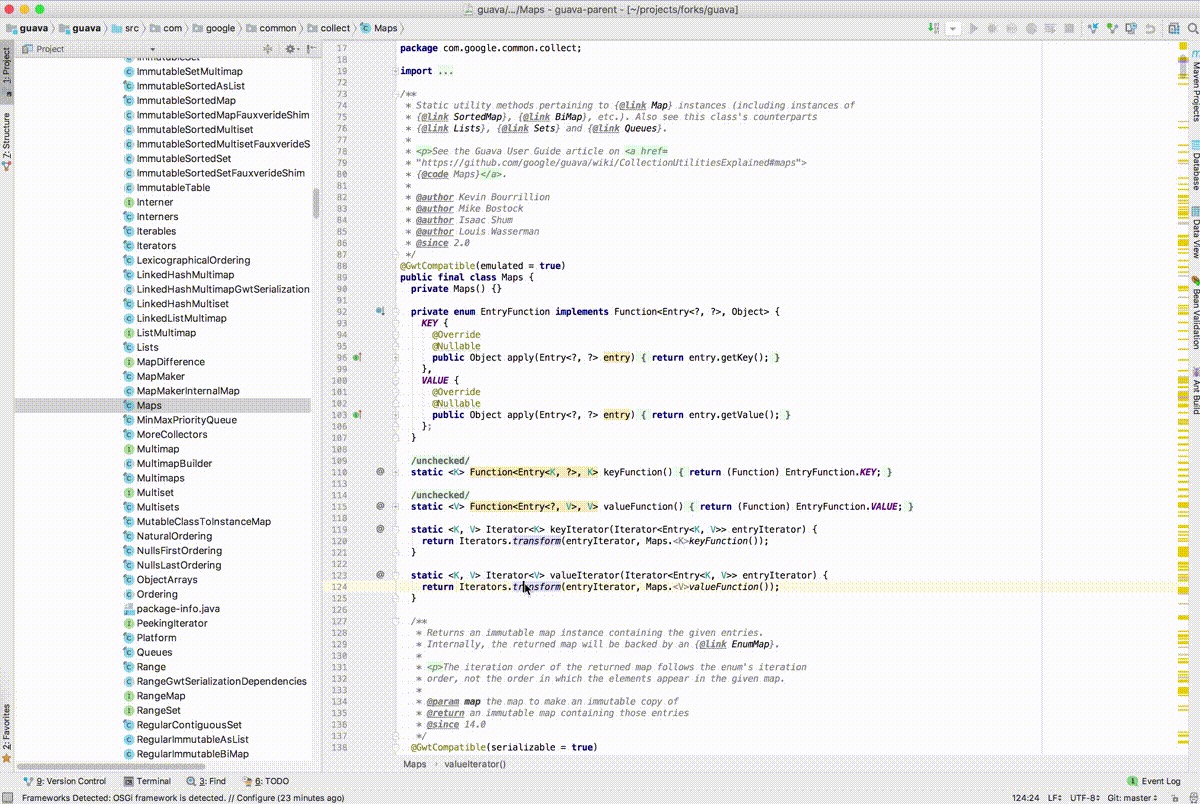 guava/.../Maps - guava-parent - [~/projects/forks/guava]
guava guava src com google common collect Maps
Project
1: Project
Z: Structure
2: Favorites
ImmutableSet
ImmutableSetMultimap
ImmutableSortedAsList
ImmutableSortedMap
ImmutableSortedMapFauxverideShim
ImmutableSortedMultiset
ImmutableSortedMultisetFauxverideS
ImmutableSortedSet
ImmutableSortedSetFauxverideShim
ImmutableTable
Interner
Interners
Iterables
Iterators
LexicographicalOrdering
LinkedHashMultimap
LinkedHashMultimapGwtSerialization
LinkedHashMultiset
LinkedListMultimap
ListMultimap
Lists
MapDifference
MapMaker
MapMakerInternalMap
Maps
MinMaxPriorityQueue
MoreCollectors
Multimap
MultimapBuilder
Multimaps
Multiset
Multisets
MutableClassToInstanceMap
NaturalOrdering
NullsFirstOrdering
NullsLastOrdering
ObjectArrays
Ordering
package-info.java
PeekingIterator
Platform
Queues
Range
RangeGwtSerializationDependencies
RangeMap
RangeSet
RegularContiguousSet
RegularImmutableAsList
RegularImmutableBiMap
17 package com.google.common.collect;
18
19 import ...
72
73 /**
74 * Static utility methods pertaining to {@link Map} instances (including instances of
75 * {@link SortedMap}, {@link BiMap}, etc.). Also see this class's counterparts
76 * {@link Lists}, {@link Sets} and {@link Queues}.
77 *
78 * <p>See the Guava User Guide article on <a href=
79 * "https://github.com/google/guava/wiki/CollectionUtilitiesExplained#maps">
80 * {@code Maps}</a>.
81 *
82 * @author Kevin Bourrillion
83 * @author Mike Bostock
84 * @author Isaac Shum
85 * @author Louis Wasserman
86 * @since 2.0
87 */
88 @GwtCompatible(emulated = true)
89 public final class Maps {
90 private Maps() {}
91
92 private enum EntryFunction implements Function<Entry<?, ?>, Object> {
93 KEY {
94 @Override
95 @Nullable
96 public Object apply(Entry<?, ?> entry) { return entry.getKey(); }
99 },
100 VALUE {
101 @Override
102 @Nullable
103 public Object apply(Entry<?, ?> entry) { return entry.getValue(); }
106 };
107 }
108
109 /unchecked/
110 static <K> Function<Entry<K, ?>, K> keyFunction() { return (Function) EntryFunction.KEY; }
113
114 /unchecked/
115 static <V> Function<Entry<?, V>, V> valueFunction() { return (Function) EntryFunction.VALUE; }
118
119 static <K, V> Iterator<K> keyIterator(Iterator<Entry<K, V>> entryIterator) {
120 return Iterators.transform(entryIterator, Maps.<K>keyFunction());
121 }
122
123 static <K, V> Iterator<V> valueIterator(Iterator<Entry<K, V>> entryIterator) {
124 return Iterators.transform(entryIterator, Maps.<V>valueFunction());
125 }
126
127 /**
128 * Returns an immutable map instance containing the given entries.
129 * Internally, the returned map will be backed by an {@link EnumMap}.
130 *
131 * <p>The iteration order of the returned map follows the enum's iteration
132 * order, not the order in which the elements appear in the given map.
133 *
134 * @param map the map to make an immutable copy of
135 * @return an immutable map containing those entries
136 * @since 14.0
137 */
138 @GwtCompatible(serializable = true)
Maps › valueIterator()
Maven Projects
Database
Data View
Bean Validation
Ant Build
9: Version Control Terminal 3: Find 6: TODO Event Log
Frameworks Detected: OSGi framework is detected. // Configure (23 minutes ago) 124:24 LF UTF-8 Git: master